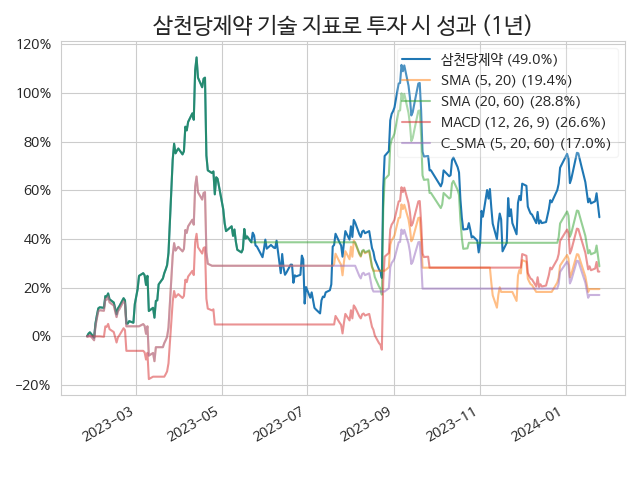 삼천당제약 기술 지표로 투자 시 성과 (1년)
120%
100%
80%
60%
40%
20%
0%
−20%
삼천당제약 (49.0%)
SMA (5, 20) (19.4%)
SMA (20, 60) (28.8%)
MACD (12, 26, 9) (26.6%)
C_SMA (5, 20, 60) (17.0%)
2023−03
2023−05
2023−07
2023−09
2023−11
2024−01